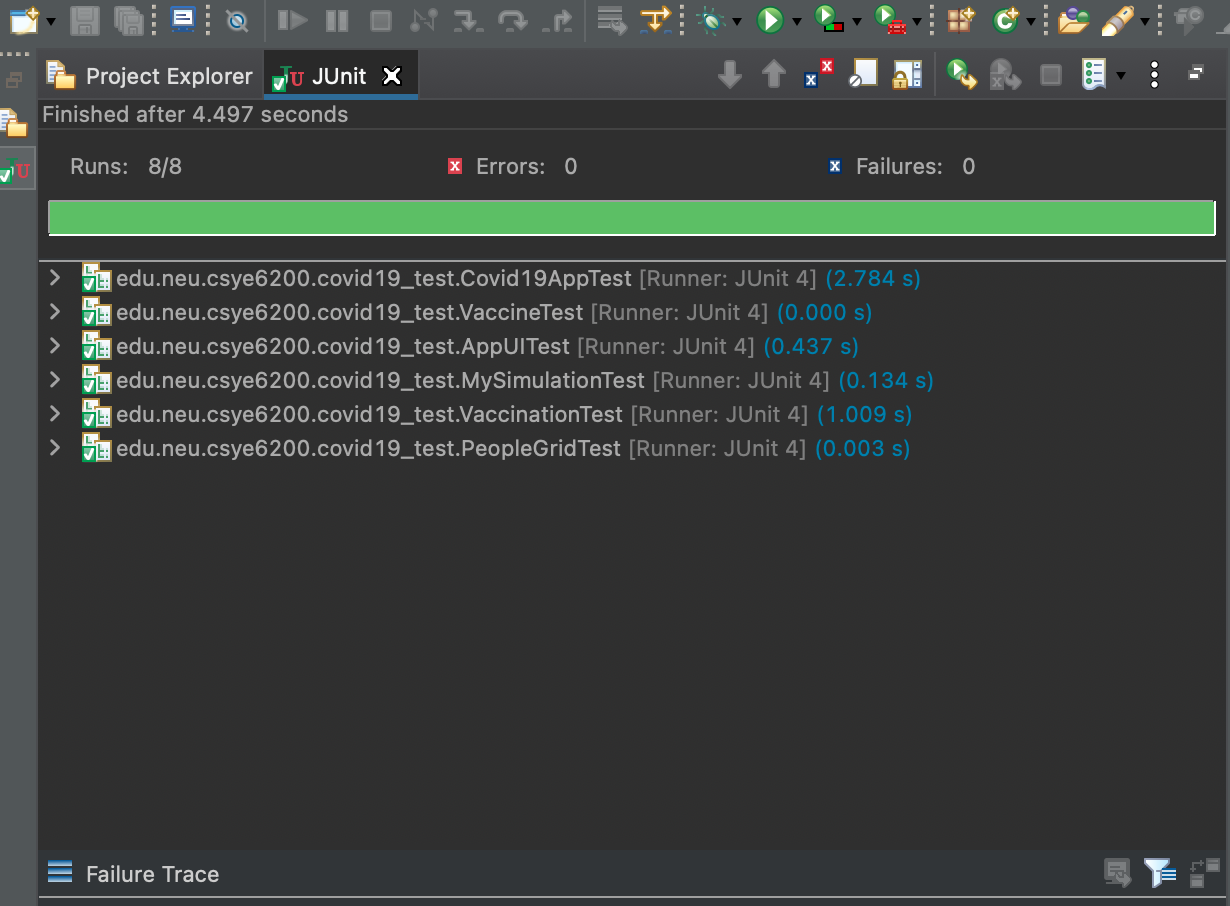 Project Explorer JUnit
Finished after 4.497 seconds
Runs: 8/8 Errors: 0 Failures: 0
edu.neu.csye6200.covid19_test.Covid19AppTest [Runner: JUnit 4] (2.784 s)
edu.neu.csye6200.covid19_test.VaccineTest [Runner: JUnit 4] (0.000 s)
edu.neu.csye6200.covid19_test.AppUITest [Runner: JUnit 4] (0.437 s)
edu.neu.csye6200.covid19_test.MySimulationTest [Runner: JUnit 4] (0.134 s)
edu.neu.csye6200.covid19_test.VaccinationTest [Runner: JUnit 4] (1.009 s)
edu.neu.csye6200.covid19_test.PeopleGridTest [Runner: JUnit 4] (0.003 s)
Failure Trace